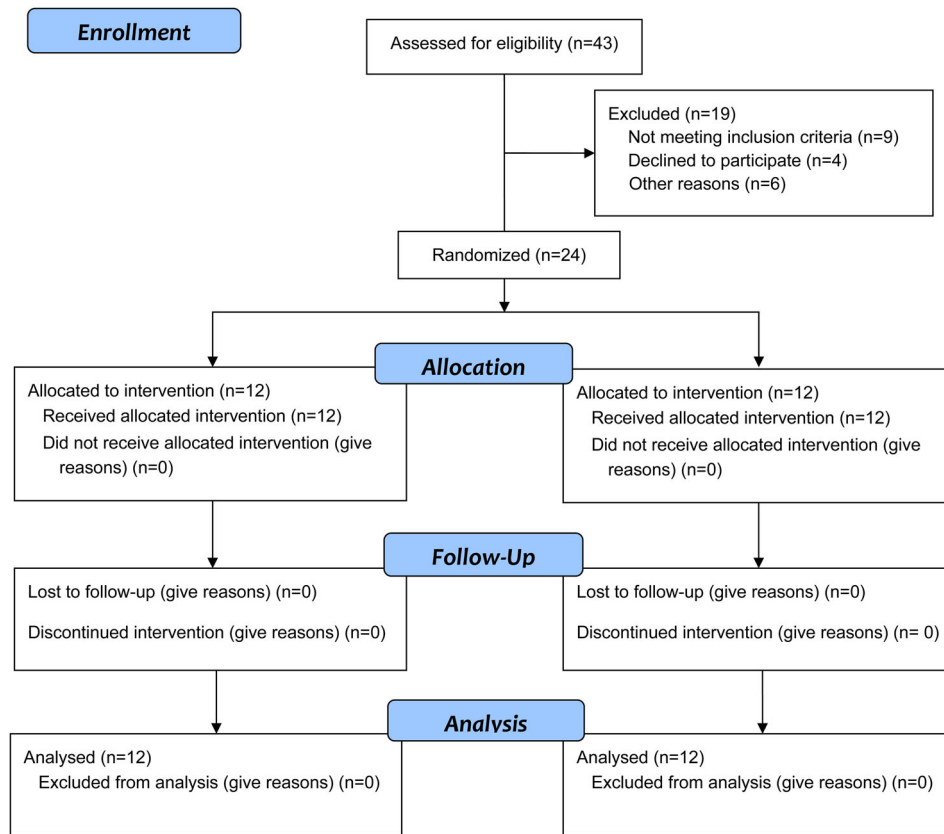 Enrollment
Assessed for eligibility (n=43)
Excluded (n=19)
Not meeting inclusion criteria (n=9)
Declined to participate (n=4)
Other reasons (n=6)
Randomized (n=24)
Allocation
Allocated to intervention (n=12)
Received allocated intervention (n=12)
Did not receive allocated intervention (give
reasons) (n=0)
Allocated to intervention (n=12)
Received allocated intervention (n=12)
Did not receive allocated intervention (give
reasons) (n=0)
Follow-Up
Lost to follow-up (give reasons) (n=0)
Discontinued intervention (give reasons) (n=0)
Lost to follow-up (give reasons) (n=0)
Discontinued intervention (give reasons) (n= 0)
Analysis
Analysed (n=12)
Excluded from analysis (give reasons) (n=0)
Analysed (n=12)
Excluded from analysis (give reasons) (n=0)